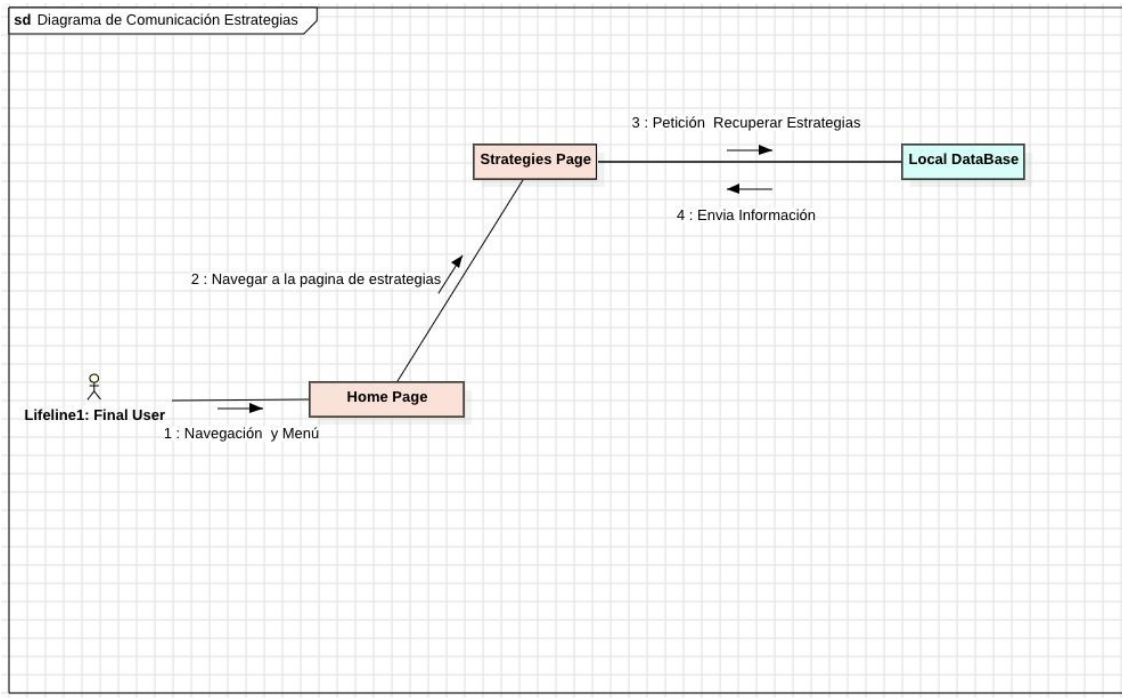 sd Diagrama de Comunicación Estrategias
3 : Petición  Recuperar Estrategias
Strategies Page
Local DataBase
4 : Envia Información
2 : Navegar a la pagina de estrategias
Home Page
Lifeline1: Final User
1 : Navegación  y Menú